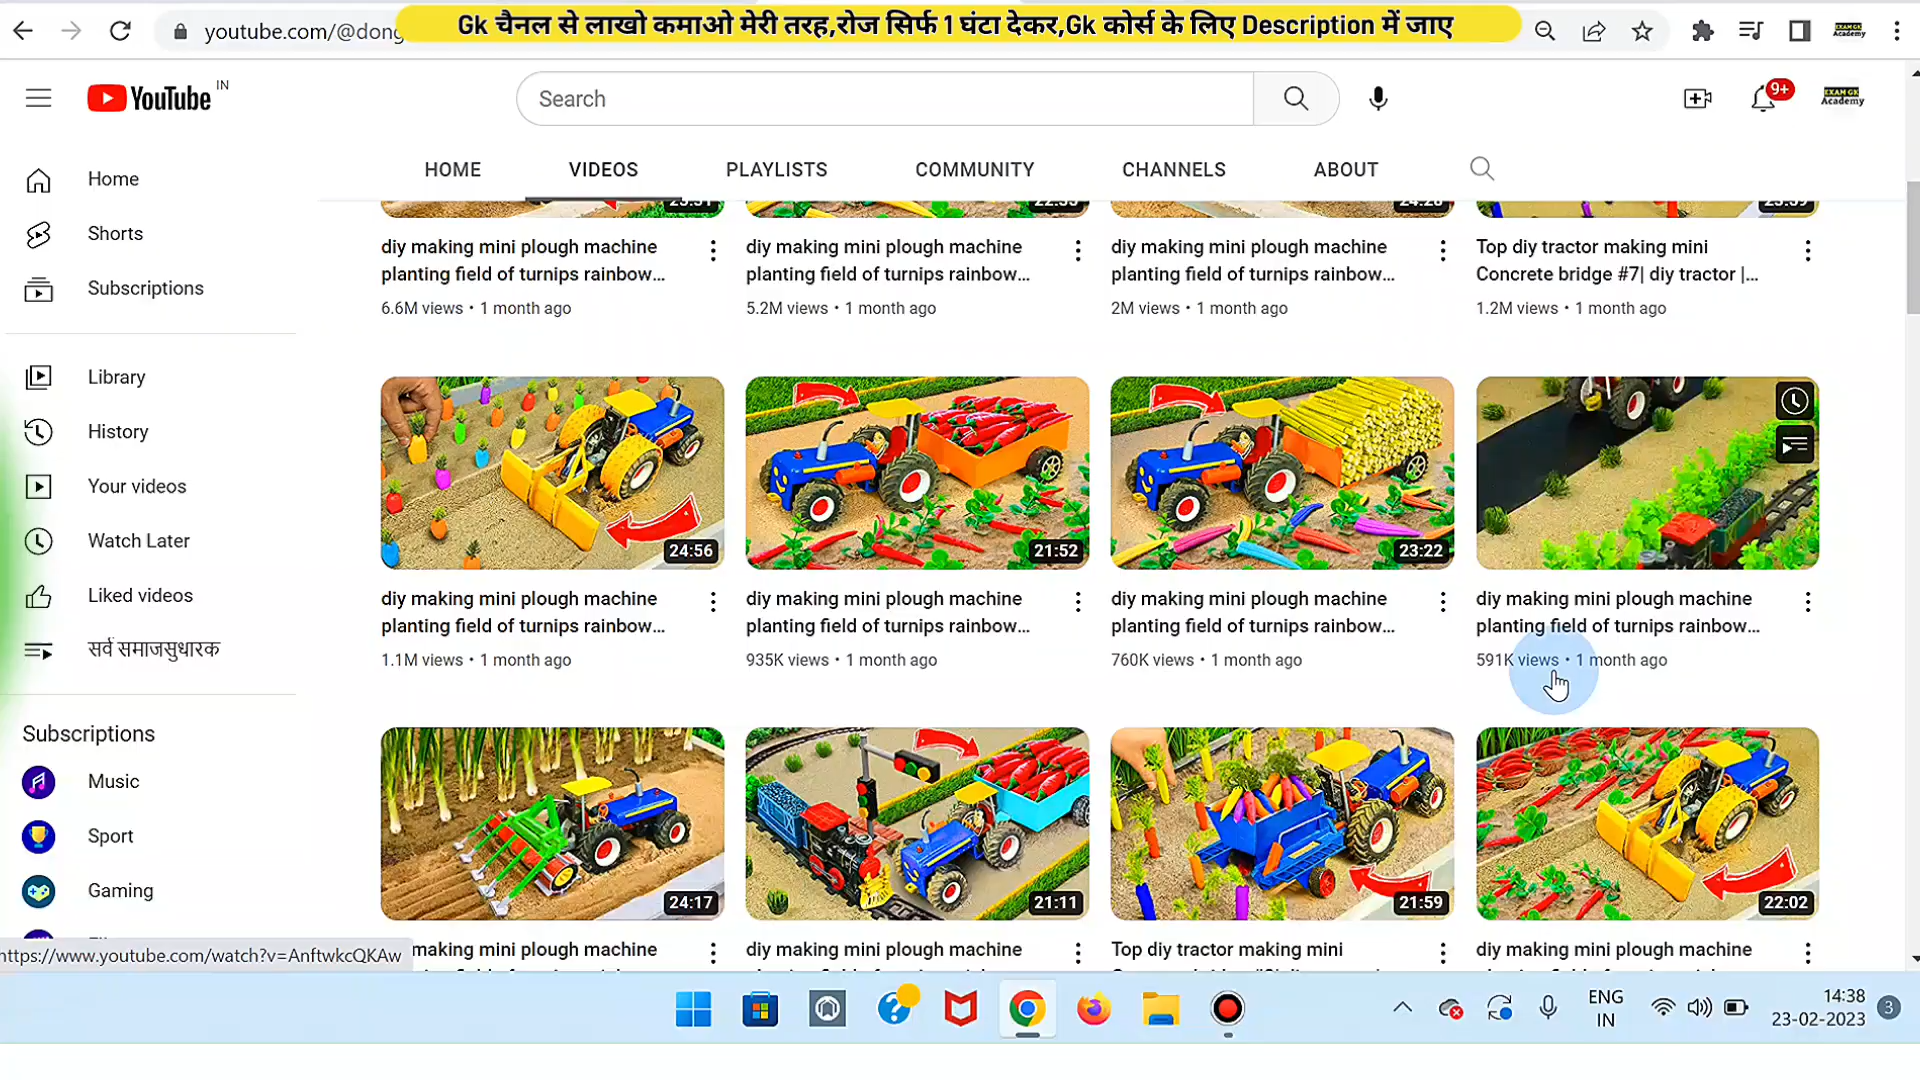 youtube.com/@dong
Gk चैनल से लाखो कमाओ मेरी तरह,रोज सिर्फ 1 घंटा देकर,Gk कोर्स के लिए Description में जाए
EXAM GK
Academy
YouTube IN
Search
9+
EXAM GK
Academy
HOME VIDEOS PLAYLISTS COMMUNITY CHANNELS ABOUT
Home
Shorts
Subscriptions
Library
History
Your videos
Watch Later
Liked videos
सर्व समाजसुधारक
Subscriptions
Music
Sport
Gaming
https://www.youtube.com/watch?v=AnftwkcQKAw
diy making mini plough machine
planting field of turnips rainbow...
6.6M views • 1 month ago
diy making mini plough machine
planting field of turnips rainbow...
5.2M views • 1 month ago
diy making mini plough machine
planting field of turnips rainbow...
2M views • 1 month ago
Top diy tractor making mini
Concrete bridge #7| diy tractor |...
1.2M views • 1 month ago
24:56
diy making mini plough machine
planting field of turnips rainbow...
1.1M views • 1 month ago
21:52
diy making mini plough machine
planting field of turnips rainbow...
935K views • 1 month ago
23:22
diy making mini plough machine
planting field of turnips rainbow...
760K views • 1 month ago
diy making mini plough machine
planting field of turnips rainbow...
591K views • 1 month ago
24:17
making mini plough machine
21:11
diy making mini plough machine
21:59
Top diy tractor making mini
22:02
diy making mini plough machine
ENG
IN
14:38
23-02-2023
3